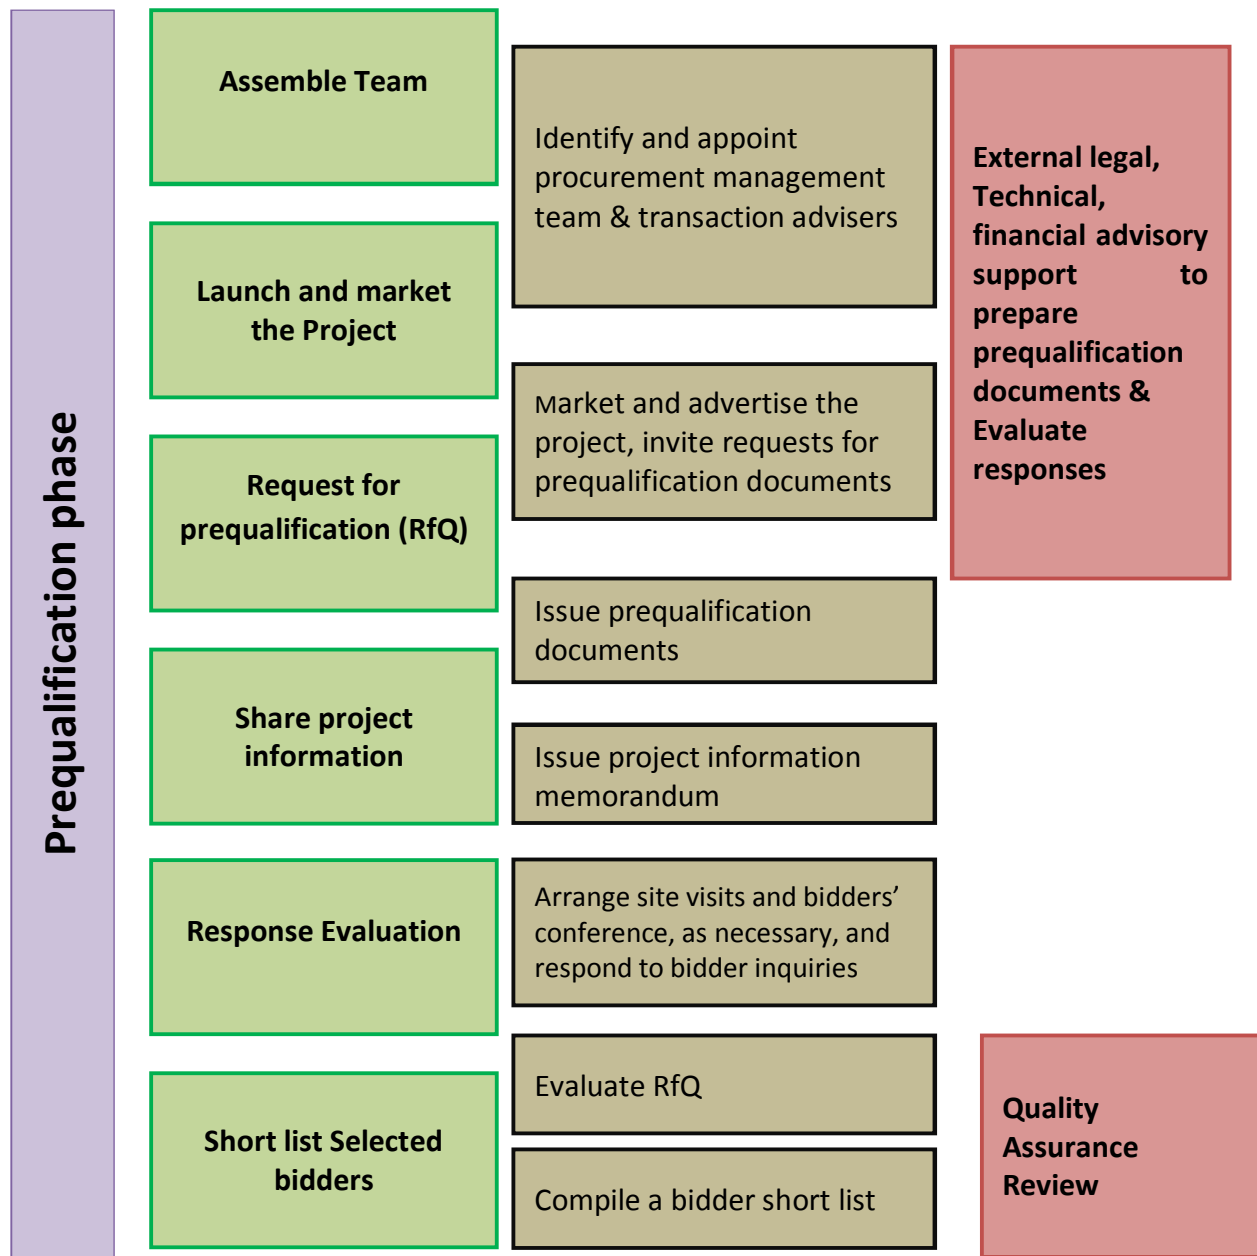 Prequalification phase
Assemble Team
Launch and market
the Project
Request for
prequalification (RfQ)
Share project
information
Response Evaluation
Short list Selected
bidders
Identify and appoint
procurement management
team & transaction advisers
Market and advertise the
project, invite requests for
prequalification documents
Issue prequalification
documents
Issue project information
memorandum
Arrange site visits and bidders’
conference, as necessary, and
respond to bidder inquiries
Evaluate RfQ
Compile a bidder short list
External legal,
Technical,
financial advisory
support to
prepare
prequalification
documents &
Evaluate
responses
Quality
Assurance
Review